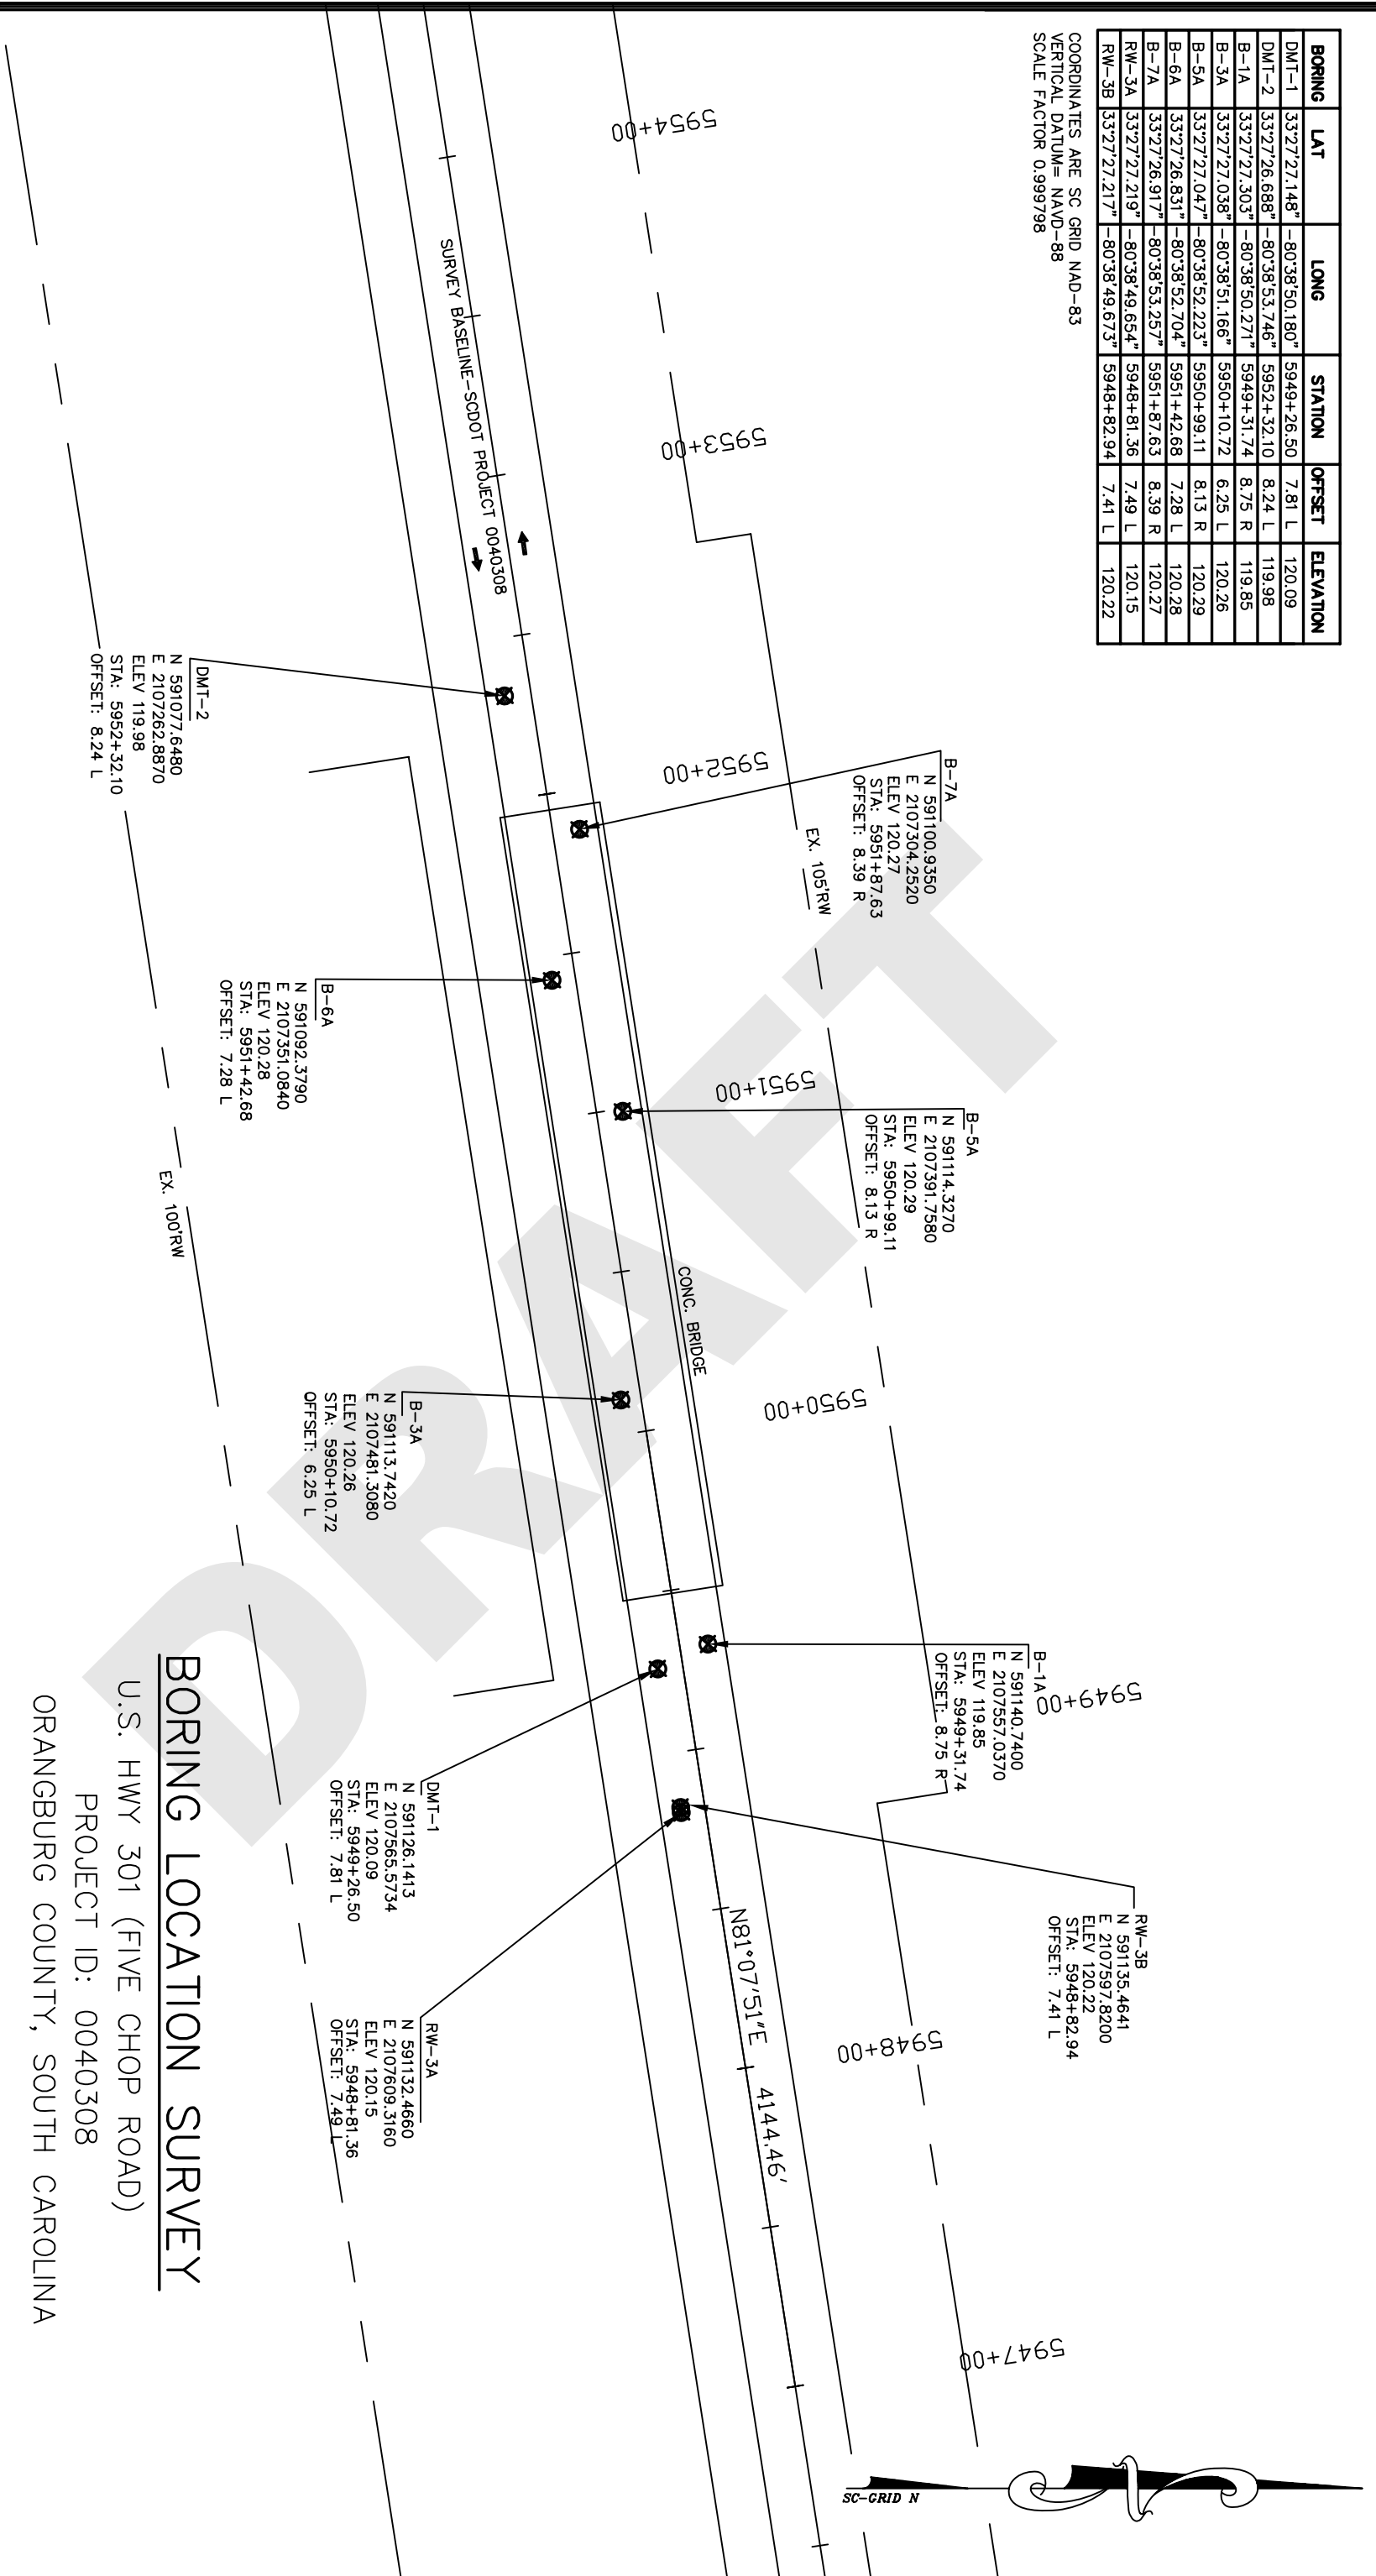 BORING LAT LONG STATION OFFSET ELEVATION
DMT-1 33°27'27.148" -80°38'50.180" 5949+26.50 7.81 L 120.09
DMT-2 33°27'26.688" -80°38'53.746" 5952+32.10 8.24 L 119.98
B-1A 33°27'27.303" -80°38'50.271" 5949+31.74 8.75 R 119.85
B-3A 33°27'27.038" -80°38'51.166" 5950+10.72 6.25 L 120.26
B-5A 33°27'27.047" -80°38'52.223" 5950+99.11 8.13 R 120.29
B-6A 33°27'26.831" -80°38'52.704" 5951+42.68 7.28 L 120.28
B-7A 33°27'26.917" -80°38'53.257" 5951+87.63 8.39 R 120.27
RW-3A 33°27'27.219" -80°38'49.654" 5948+81.36 7.49 L 120.15
RW-3B 33°27'27.217" -80°38'49.673" 5948+82.94 7.41 L 120.22
COORDINATES ARE SC GRID NAD-83
VERTICAL DATUM= NAVD-88
SCALE FACTOR 0.999798
5954+00
5953+00
5952+00
5951+00
5950+00
5949+00
5948+00
5947+00
SURVEY BASELINE-SCDOT PROJECT 0040308
B-7A
N 591100.9350
E 2107304.2520
ELEV 120.27
STA: 5951+87.63
OFFSET: 8.39 R
EX. 105'RW
B-5A
N 591114.3270
E 2107391.7580
ELEV 120.29
STA: 5950+99.11
OFFSET: 8.13 R
CONC. BRIDGE
B-1A
N 591140.7400
E 2107557.0370
ELEV 119.85
STA: 5949+31.74
OFFSET: 8.75 R
RW-3B
N 591135.4641
E 2107597.8200
ELEV 120.22
STA: 5948+82.94
OFFSET: 7.41 L
N81°07'51"E 4144.46'
DMT-2
N 591077.6480
E 2107262.8870
ELEV 119.98
STA: 5952+32.10
OFFSET: 8.24 L
B-6A
N 591092.3790
E 2107351.0840
ELEV 120.28
STA: 5951+42.68
OFFSET: 7.28 L
EX. 100'RW
B-3A
N 591113.7420
E 2107481.3080
ELEV 120.26
STA: 5950+10.72
OFFSET: 6.25 L
DMT-1
N 591126.1413
E 2107565.5734
ELEV 120.09
STA: 5949+26.50
OFFSET: 7.81 L
RW-3A
N 591132.4660
E 2107609.3160
ELEV 120.15
STA: 5948+81.36
OFFSET: 7.49 L
SC-GRID N
DRAFT
BORING LOCATION SURVEY
U.S. HWY 301 (FIVE CHOP ROAD)
PROJECT ID: 0040308
ORANGBURG COUNTY, SOUTH CAROLINA